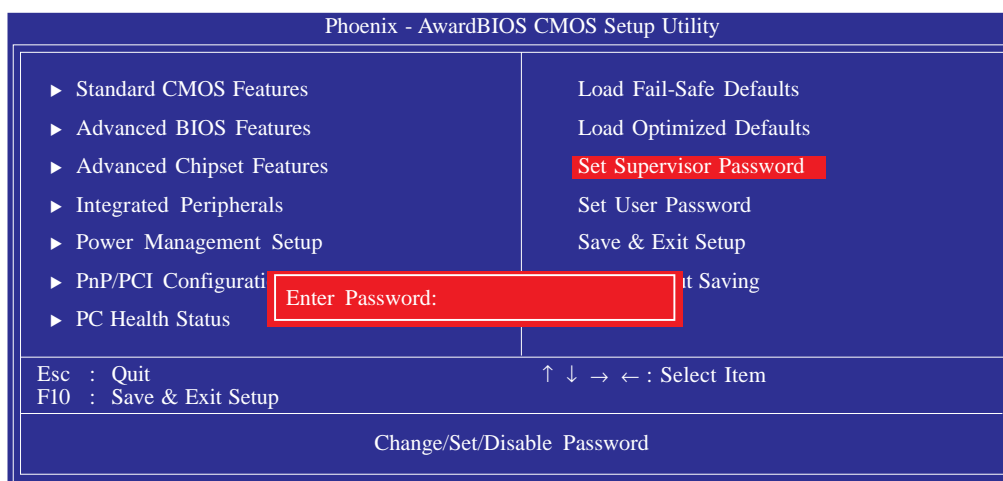 Phoenix - AwardBIOS CMOS Setup Utility
▶ Standard CMOS Features
▶ Advanced BIOS Features
▶ Advanced Chipset Features
▶ Integrated Peripherals
▶ Power Management Setup
▶ PnP/PCI Configurati
▶ PC Health Status
Load Fail-Safe Defaults
Load Optimized Defaults
Set Supervisor Password
Set User Password
Save & Exit Setup
t Saving
Enter Password:
Esc : Quit
F10 : Save & Exit Setup
↑ ↓ → ← : Select Item
Change/Set/Disable Password